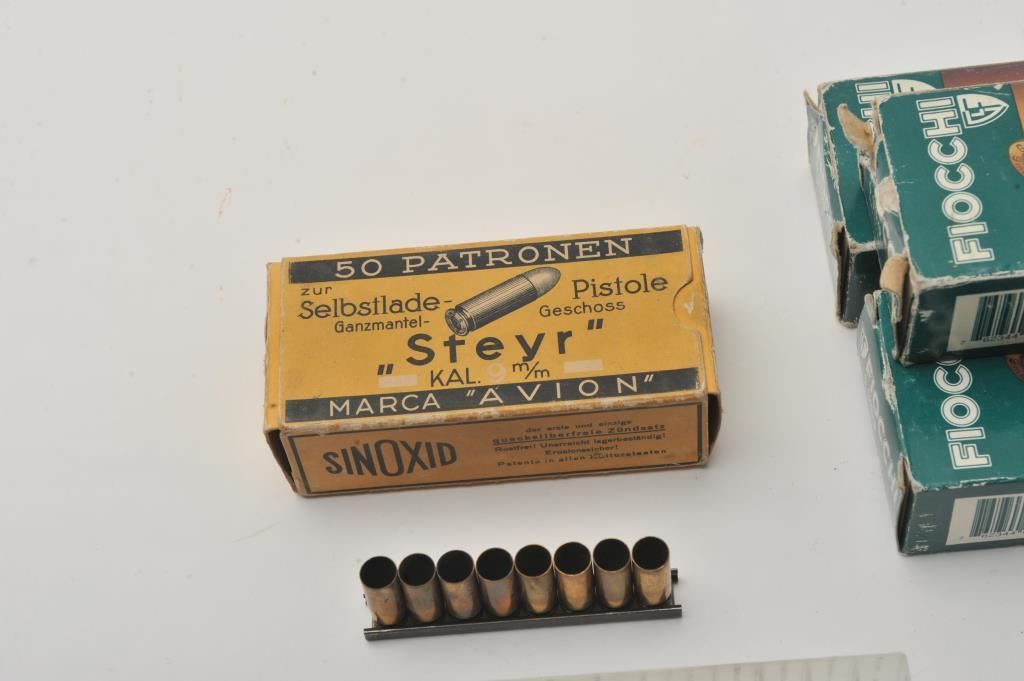 50 PATRONEN
zur
Selbstlade- Pistole
Ganzmantel- Geschoss
"Steyr"
KAL. 9 m/m
MARCA "AVION"
SINOXID
der erste und einzige
quecksilberfreie Zündsatz
Rostfrei! Unerreicht lagerbeständig!
Erosionssicher!
Patente in allen Kulturstaaten
FIOCCHI
GF
FIOCCHI